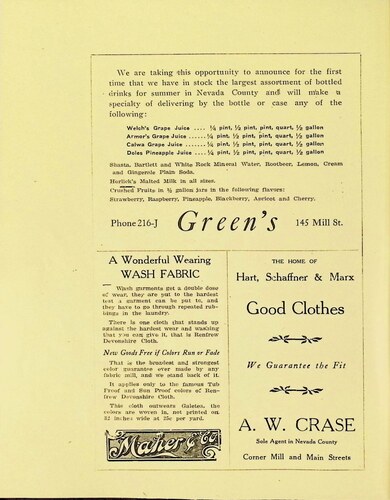 We are taking this opportunity to announce for the first
time that we have in stock the largest assortment of bottled
drinks for summer in Nevada County and will make a
specialty of delivering by the bottle or case any of the
following:
Welch's Grape Juice .... ¼ pint, ½ pint, pint, quart, ½ gallon
Armer's Grape Juice .... ¼ pint, ½ pint, pint, quart, ½ gallon
Calwa Grape Juice ...... ¼ pint, ½ pint, pint, quart, ½ gallon
Doles Pineapple Juice .. ¼ pint, ½ pint, pint, quart, ½ gallon
Shasta, Bartlett and White Rock Mineral Water, Rootbeer, Lemon, Cream
and Gingerole Plain Soda.
Horlick's Malted Milk in all sizes.
Crushed Fruits in ½ gallon jars in the following flavors:
Strawberry, Raspberry, Pineapple, Blackberry, Apricot and Cherry.
Phone 216-J Green's 145 Mill St.
A Wonderful Wearing
WASH FABRIC
Wash garments get a double dose
of wear, they are put to the hardest
test a garment can be put to, and
they have to go through repeated rub-
bings in the laundry.
There is one cloth that stands up
against the hardest wear and washing
that you can give it, that is Renfrew
Devonshire Cloth.
New Goods Free if Colors Run or Fade
That is the broadest and strongest
color guarantee ever made by any
fabric mill, and we stand back of it.
It applies only to the famous Tub
Proof and Sun Proof colors of Ren-
frew Devonshire Cloth.
This cloth outwears Galatea, the
colors are woven in, not printed on
32 inches wide at 25c per yard.
Maher & Co
THE HOME OF
Hart, Schaffner & Marx
Good Clothes
We Guarantee the Fit
A. W. CRASE
Sole Agent in Nevada County
Corner Mill and Main Streets